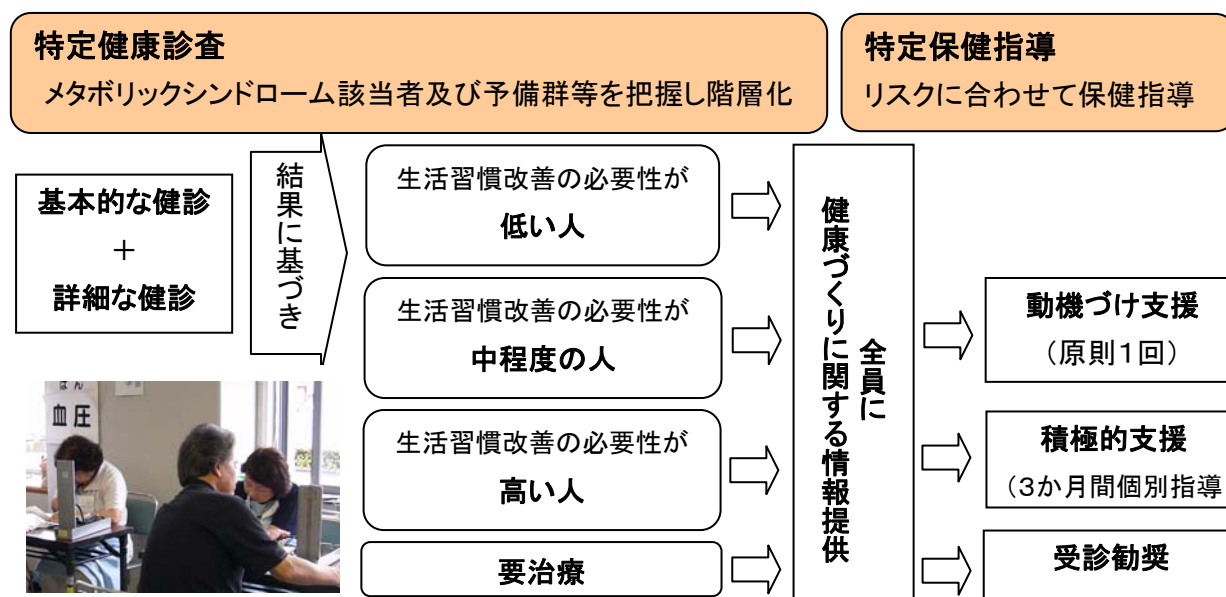 特定健康診査
メタボリックシンドローム該当者及び予備群等を把握し階層化
特定保健指導
リスクに合わせて保健指導
基本的な健診
+
詳細な健診
結果に基づき
生活習慣改善の必要性が
低い人
生活習慣改善の必要性が
中程度の人
生活習慣改善の必要性が
高い人
要治療
全員に
健康づくりに関する情報提供
動機づけ支援
（原則１回）
積極的支援
（３か月間個別指導
受診勧奨
血圧